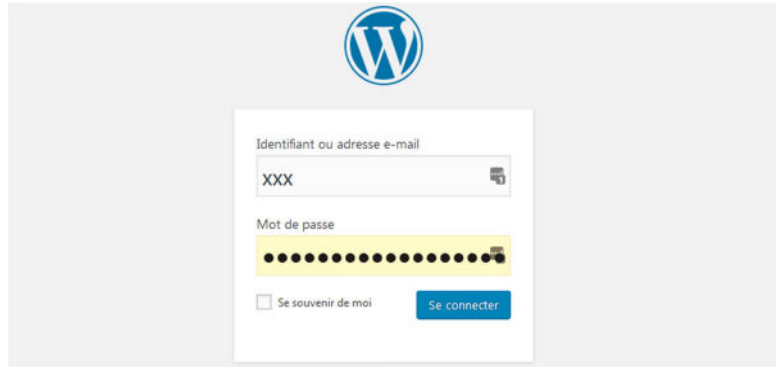 Identifiant ou adresse e-mail
xxx
Mot de passe
●●●●●●●●●●●●●●●●●●
Se souvenir de moi
Se connecter